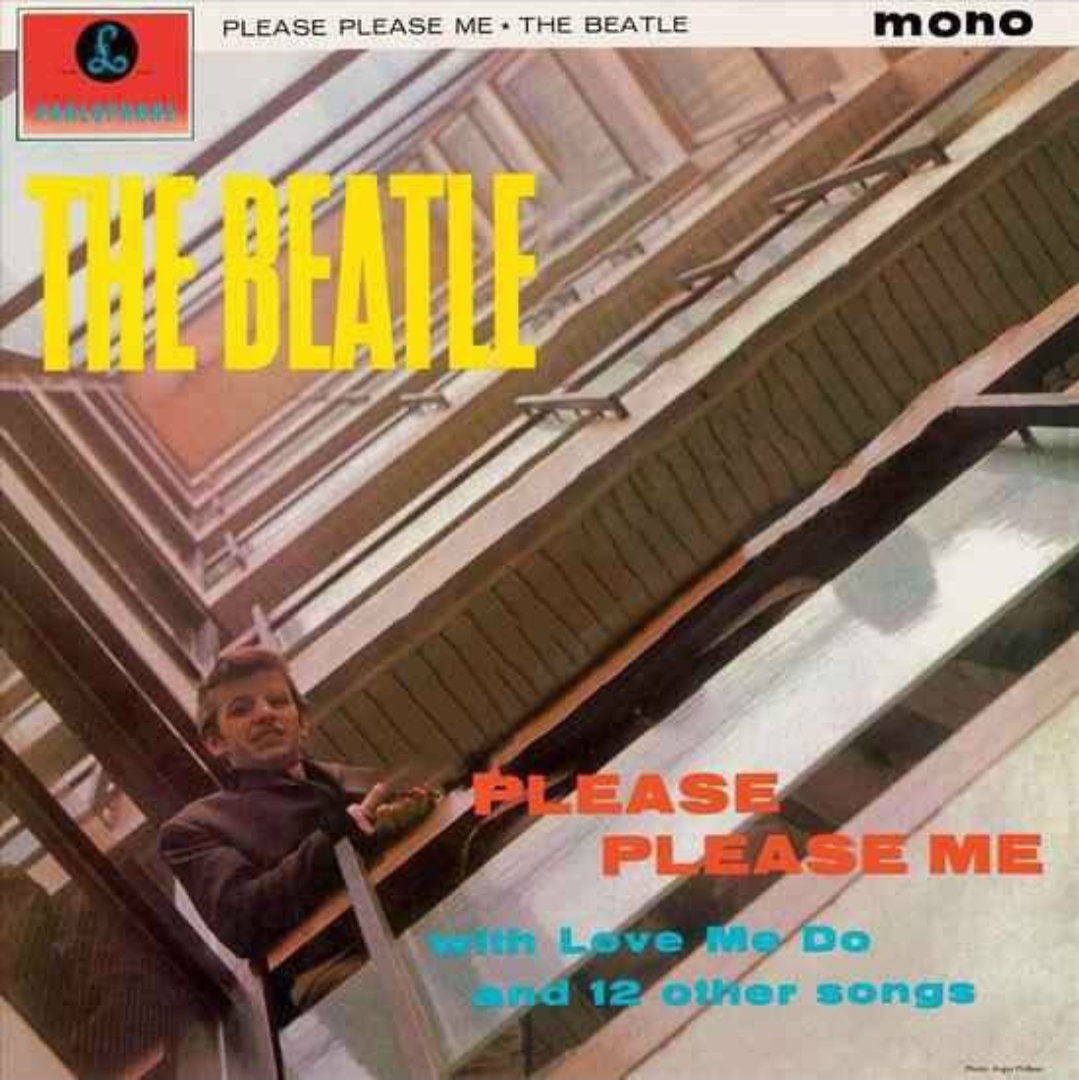 PLEASE PLEASE ME • THE BEATLE
mono
£
PARLOPHONE
THE BEATLE
PLEASE
PLEASE ME
with Love Me Do
and 12 other songs